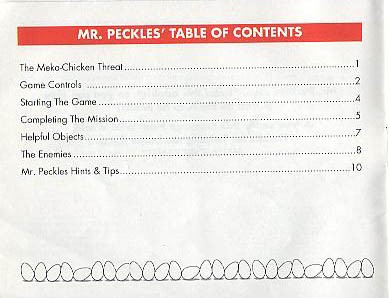 MR. PECKLES' TABLE OF CONTENTS
The Meka-Chicken Threat.......................................................................1
Game Controls ...................................................................................2
Starting The Game...............................................................................4
Completing The Mission.........................................................................5
Helpful Objects...................................................................................7
The Enemies.......................................................................................8
Mr. Peckles Hints & Tips.......................................................................10